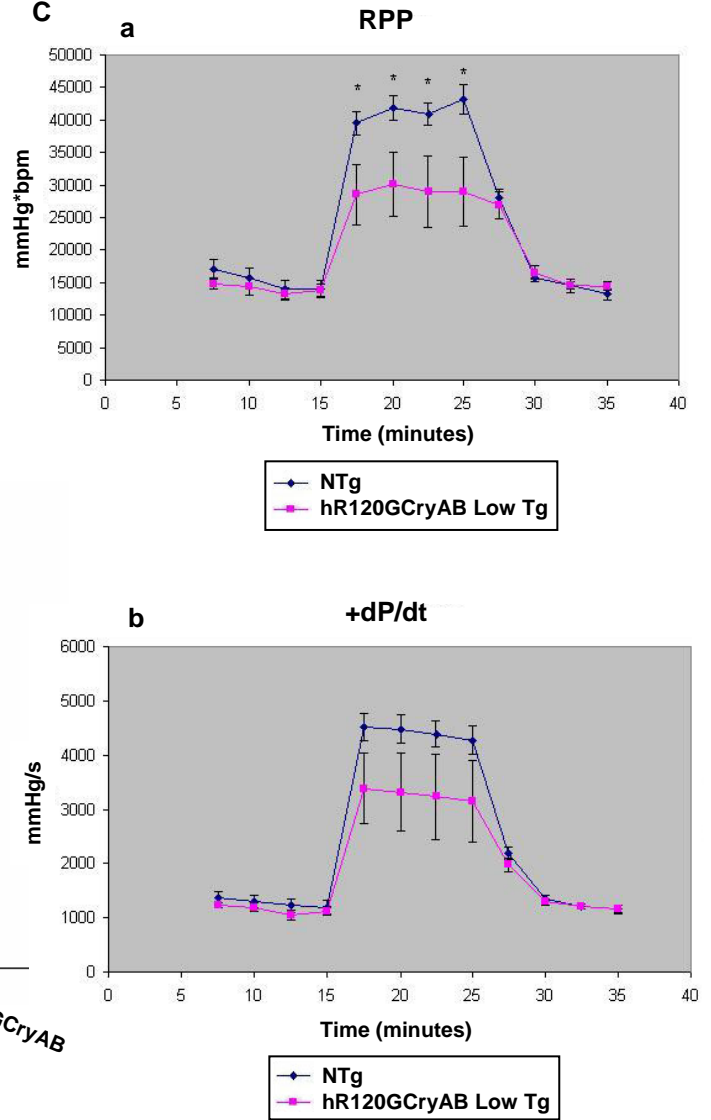 C
a
RPP
mmHg*bpm
50000
45000
40000
35000
30000
25000
20000
15000
10000
5000
0
* * * *
0 5 10 15 20 25 30 35 40
Time (minutes)
NTg
hR120GCryAB Low Tg
b
+dP/dt
mmHg/s
6000
5000
4000
3000
2000
1000
0
0 5 10 15 20 25 30 35 40
Time (minutes)
NTg
hR120GCryAB Low Tg
CryAB